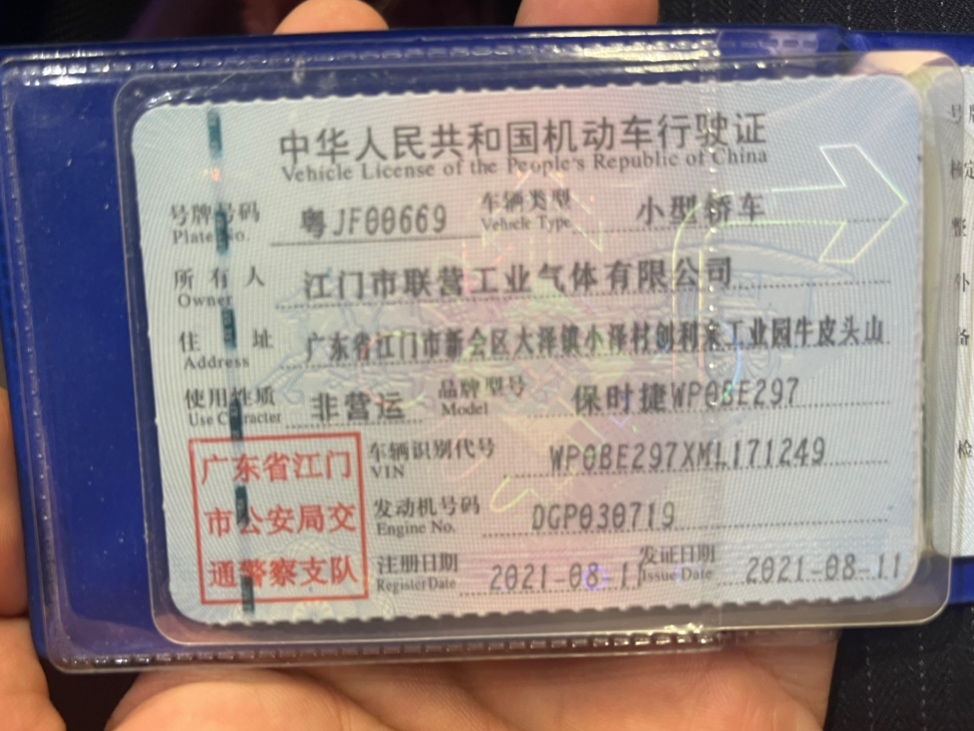 中华人民共和国机动车行驶证
Vehicle License of the People's Republic of China
号牌号码 粤JF00669 车辆类型 小型轿车
Plate No. Vehicle Type
所有人 江门市联营工业气体有限公司
Owner
住址 广东省江门市新会区大泽镇小泽村创利来工业园牛皮头山
Address
使用性质 非营运 品牌型号 保时捷WP0BE297
Use Character Model
广东省江门
市公安局交
通警察支队
车辆识别代号 WP0BE297XML171249
VIN
发动机号码 DGP030719
Engine No.
注册日期 2021-08-11 发证日期 2021-08-11
Register Date Issue Date
号
核定
整
外
检